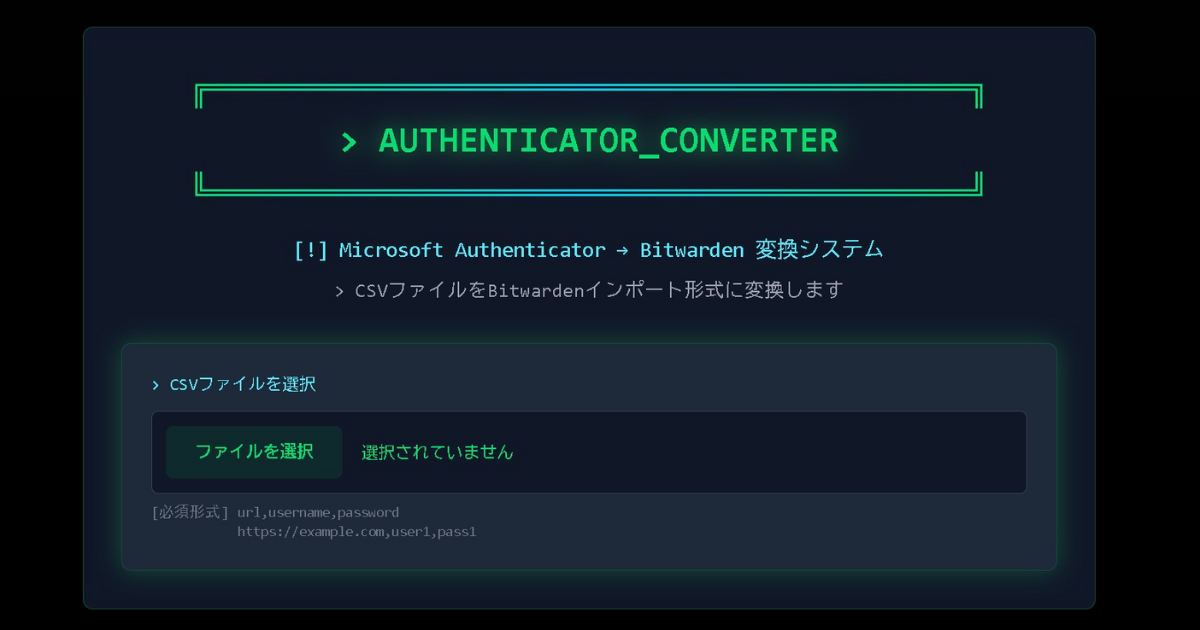 > AUTHENTICATOR_CONVERTER
[!] Microsoft Authenticator → Bitwarden 変換システム
> CSVファイルをBitwardenインポート形式に変換します
> CSVファイルを選択
ファイルを選択 選択されていません
[必須形式] url,username,password
https://example.com,user1,pass1